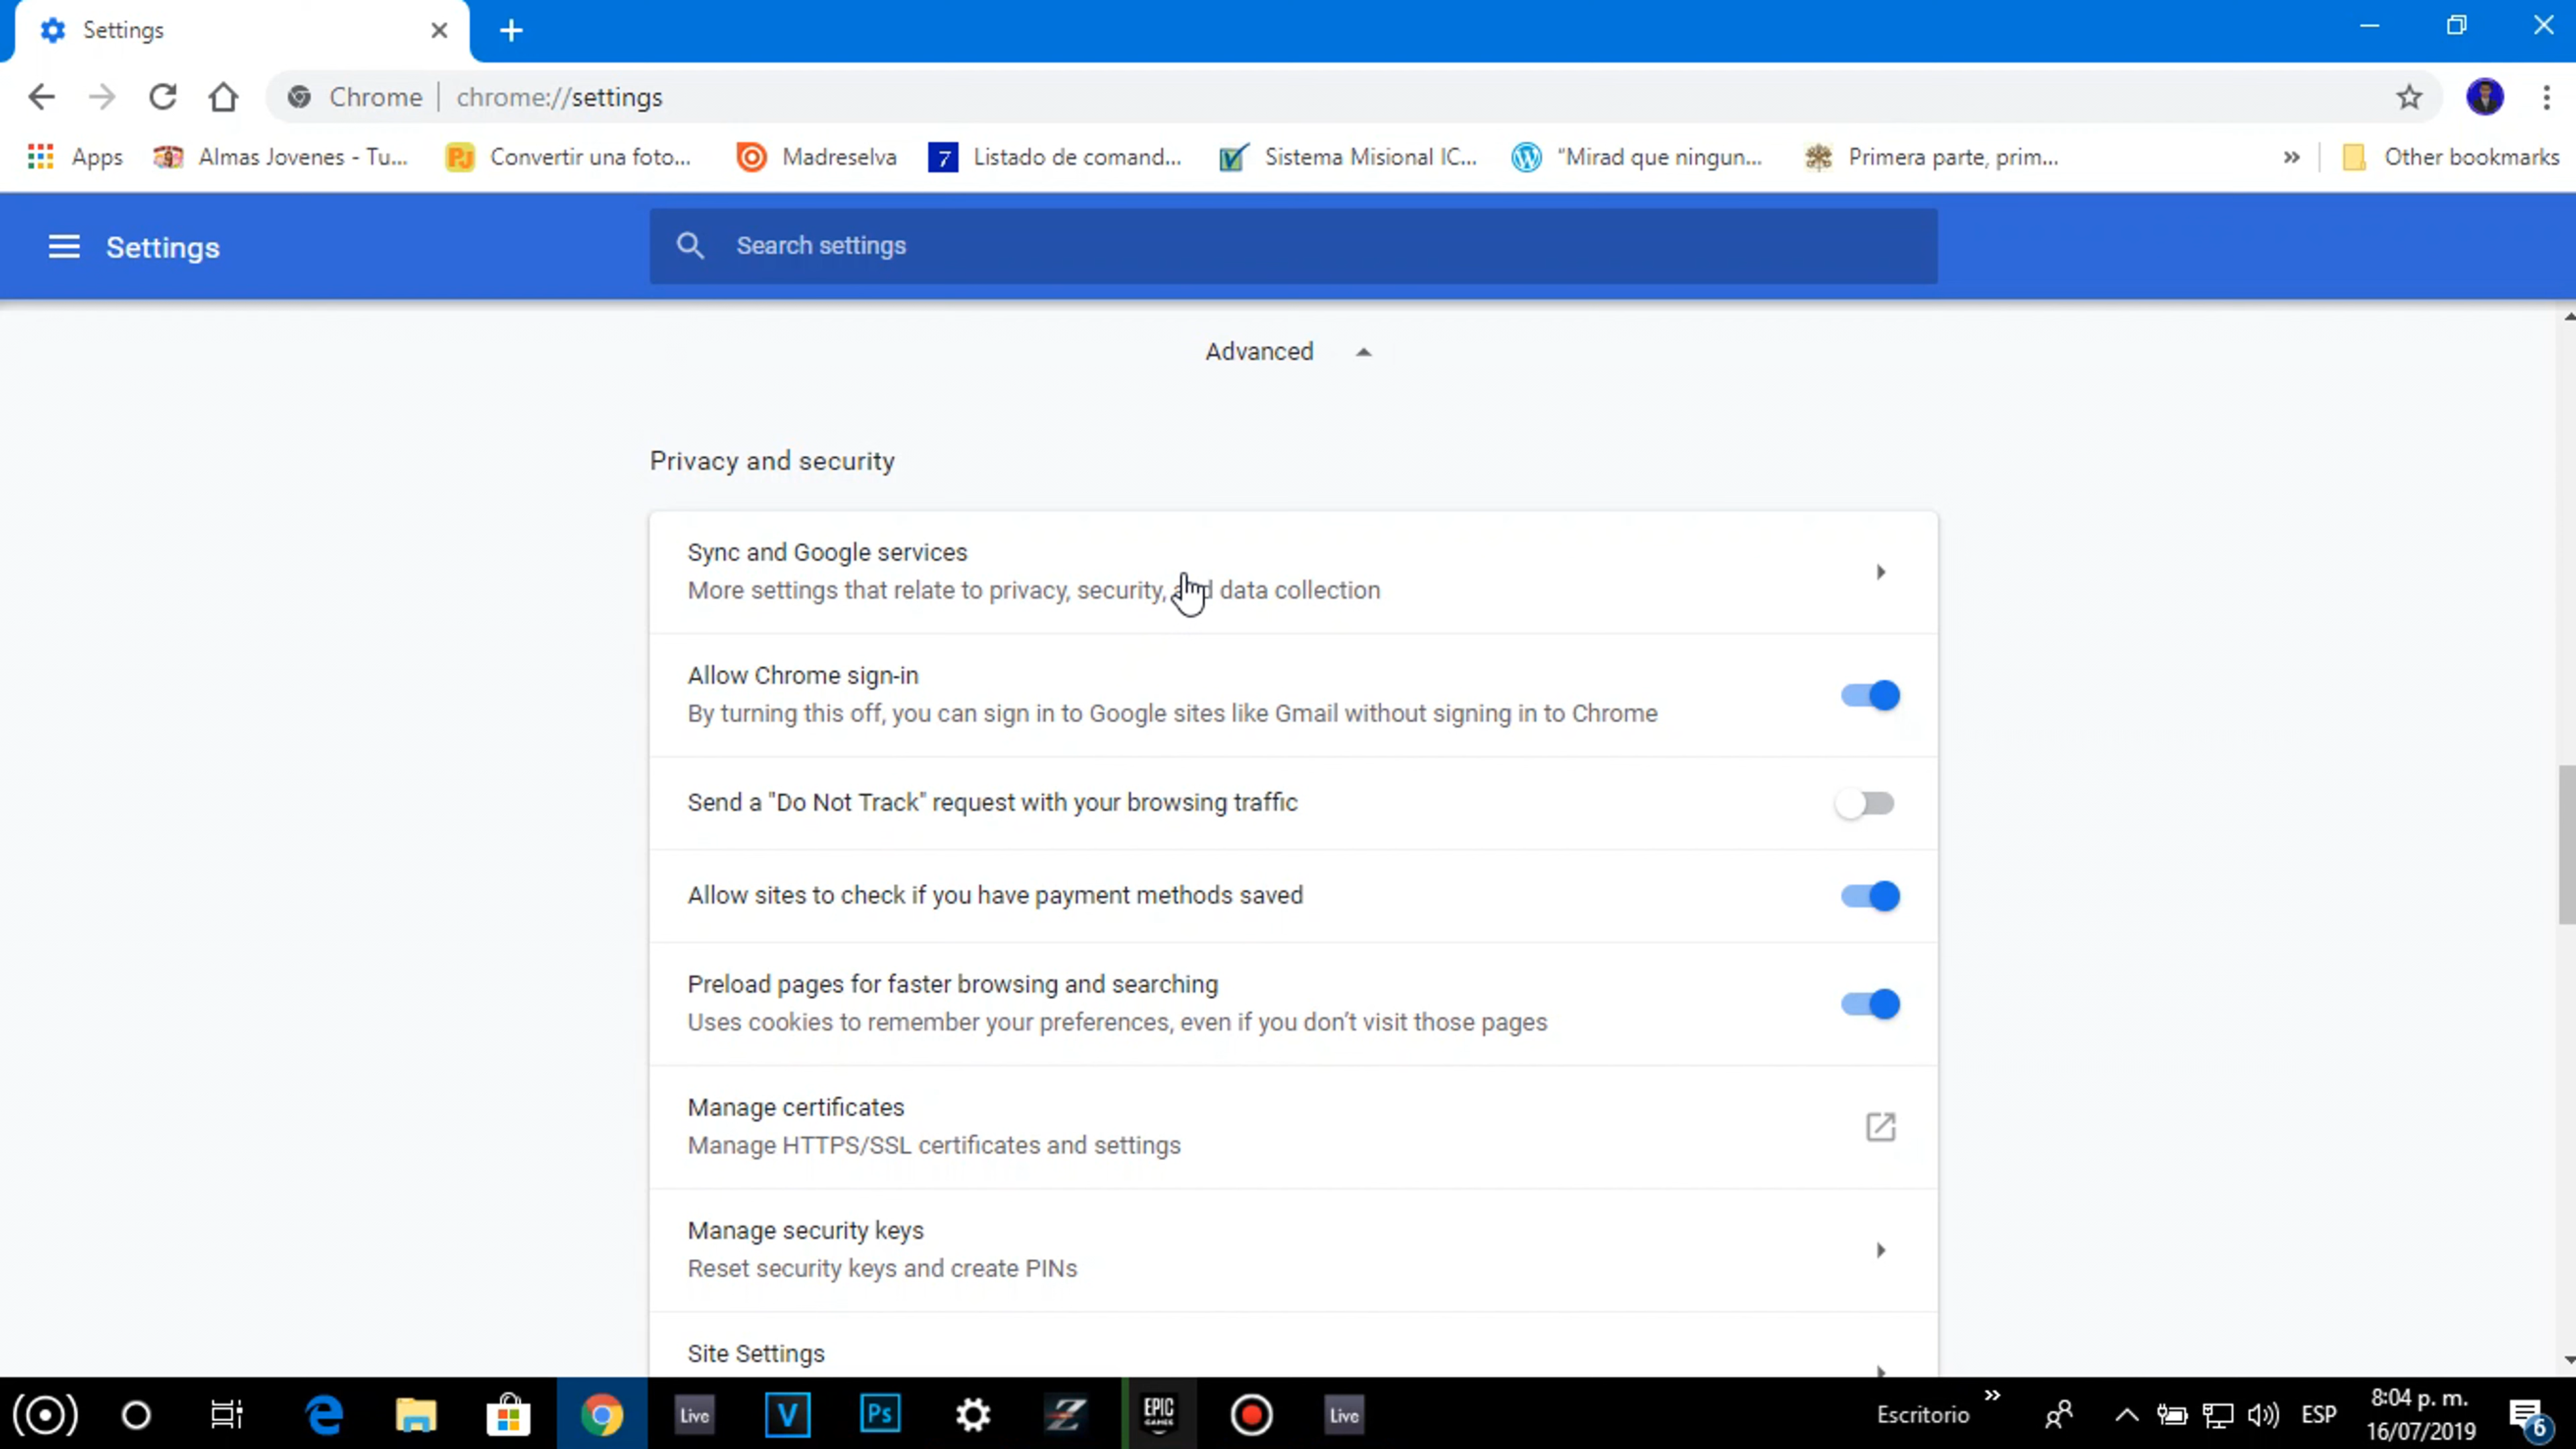 Settings
Chrome | chrome://settings
Apps Almas Jovenes - Tu... Convertir una foto... Madreselva Listado de comand... Sistema Misional IC... "Mirad que ningun... Primera parte, prim... » Other bookmarks
Settings Search settings
Advanced
Privacy and security
Sync and Google services
More settings that relate to privacy, security, and data collection
Allow Chrome sign-in
By turning this off, you can sign in to Google sites like Gmail without signing in to Chrome
Send a "Do Not Track" request with your browsing traffic
Allow sites to check if you have payment methods saved
Preload pages for faster browsing and searching
Uses cookies to remember your preferences, even if you don't visit those pages
Manage certificates
Manage HTTPS/SSL certificates and settings
Manage security keys
Reset security keys and create PINs
Site Settings
Live V Ps Z EPIC GAMES Live Escritorio » ESP 8:04 p. m.
16/07/2019 6